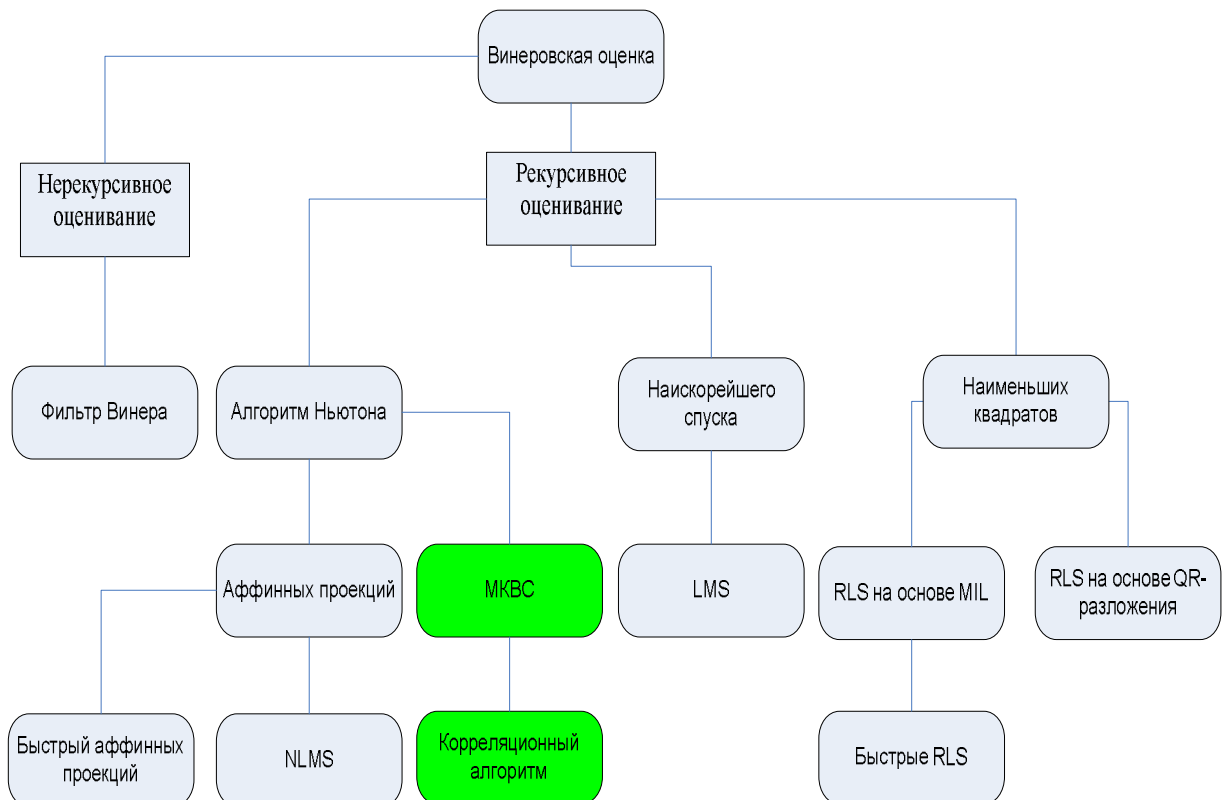 Винеровская оценка
Нерекурсивное
оценивание
Рекурсивное
оценивание
Фильтр Винера
Алгоритм Ньютона
Наискорейшего
спуска
Наименьших
квадратов
Аффинных проекций
МКВС
LMS
RLS на основе MIL
RLS на основе QR-
разложения
Быстрый аффинных
проекций
NLMS
Корреляционный
алгоритм
Быстрые RLS